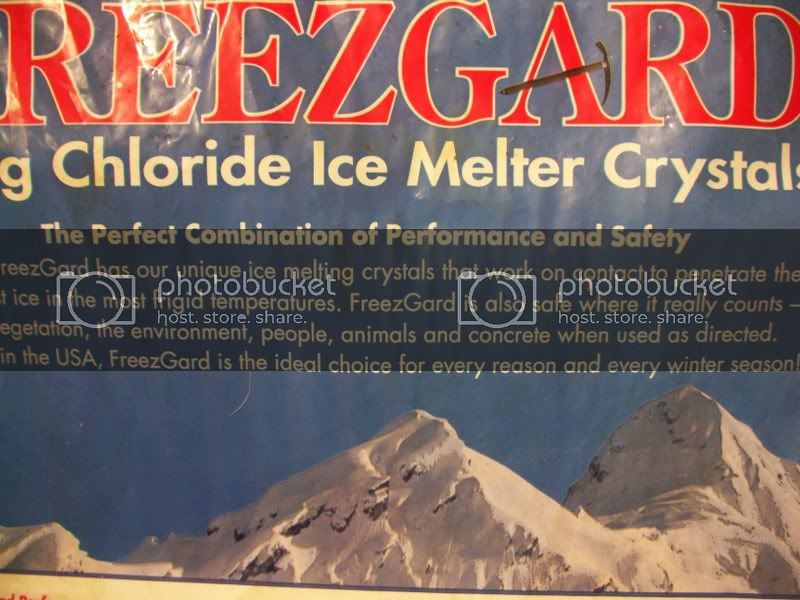 REEZGARD
g Chloride Ice Melter Crystals
The Perfect Combination of Performance and Safety
reezGard has our unique ice melting crystals that work on contact to penetrate the
t ice in the most frigid temperatures. FreezGard is also safe where it really counts –
egetation, the environment, people, animals and concrete when used as directed.
in the USA, FreezGard is the ideal choice for every reason and every winter season!
photobucket
host. store. share.
photobucket
host. store. share.